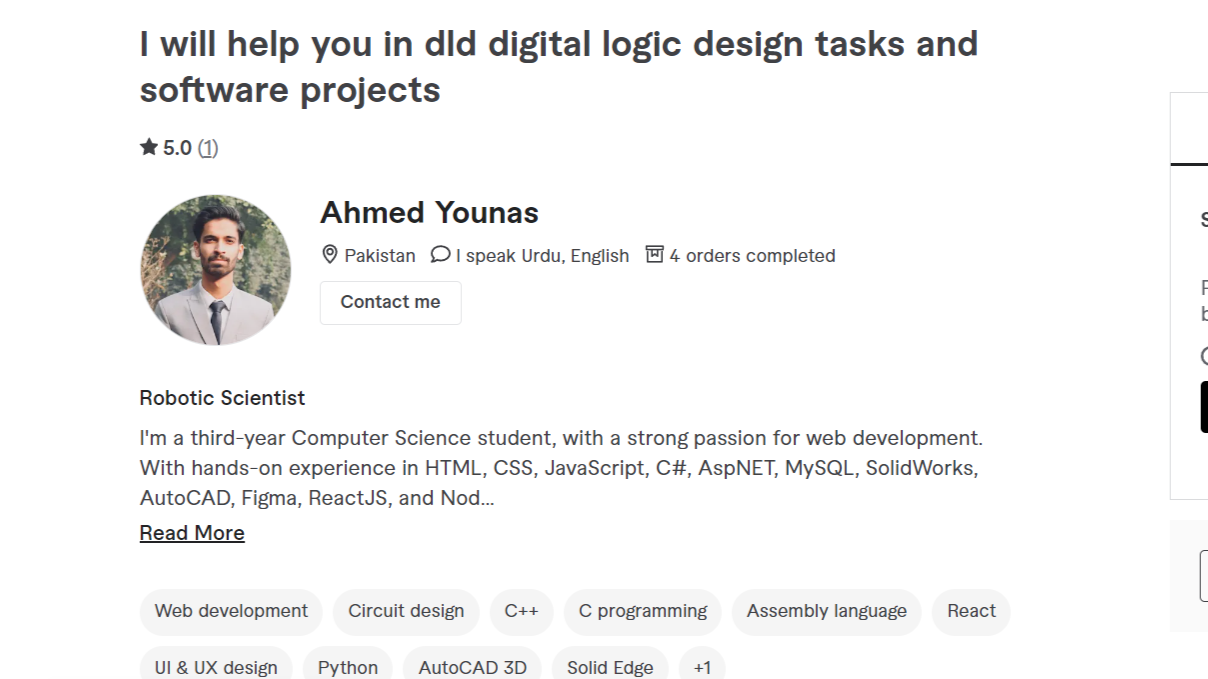 I will help you in dld digital logic design tasks and
software projects
5.0 (1)
Ahmed Younas
Pakistan I speak Urdu, English 4 orders completed
Contact me
Robotic Scientist
I'm a third-year Computer Science student, with a strong passion for web development.
With hands-on experience in HTML, CSS, JavaScript, C#, AspNET, MySQL, SolidWorks,
AutoCAD, Figma, ReactJS, and Nod...
Read More
Web development Circuit design C++ C programming Assembly language React
UI & UX design Python AutoCAD 3D Solid Edge +1